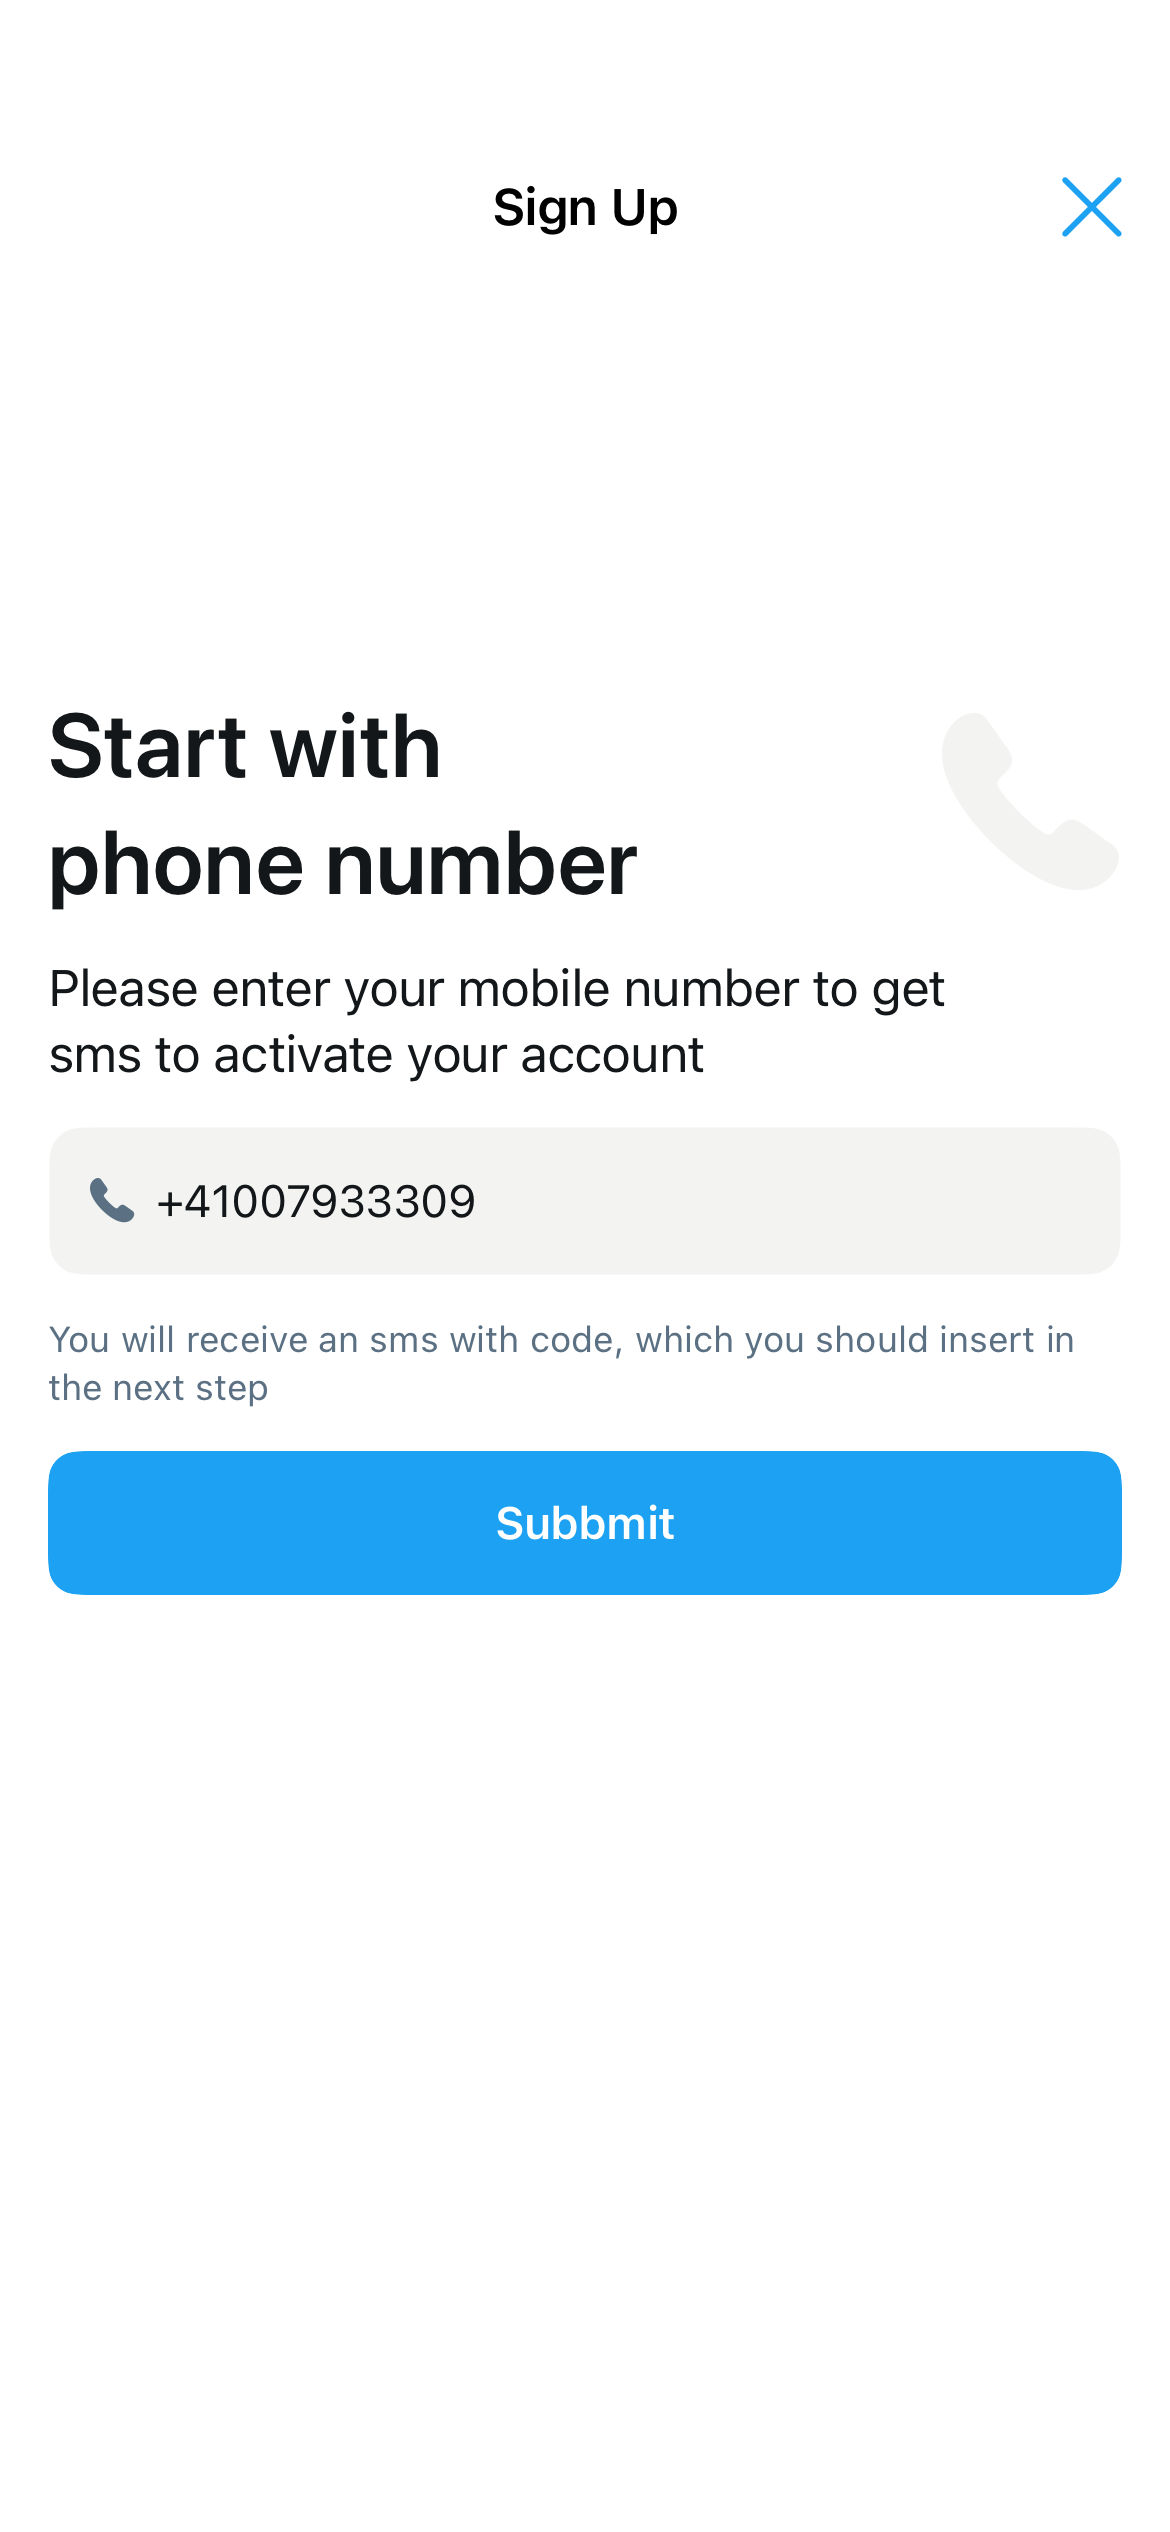 Sign Up
Start with
phone number
Please enter your mobile number to get
sms to activate your account
+41007933309
You will receive an sms with code, which you should insert in
the next step
Subbmit